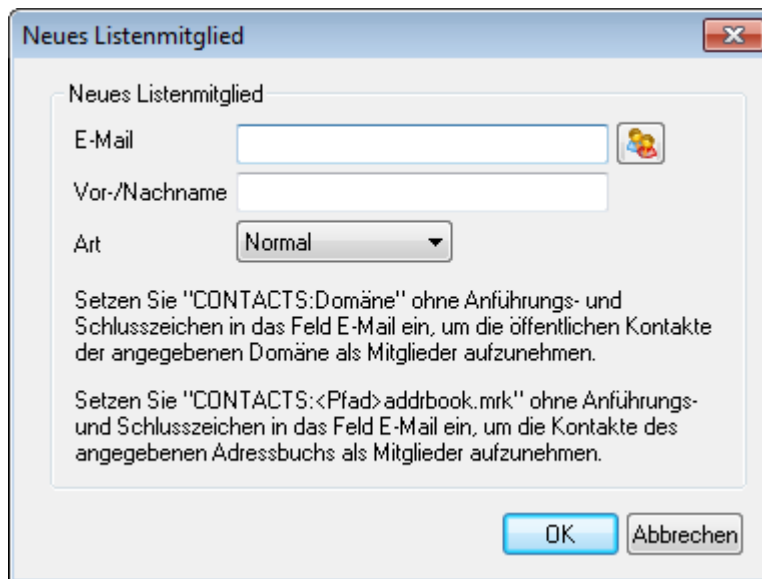 Neues Listenmitglied
Neues Listenmitglied
E-Mail
Vor-/Nachname
Art
Normal
Setzen Sie "CONTACTS:Domäne" ohne Anführungs- und
Schlusszeichen in das Feld E-Mail ein, um die öffentlichen Kontakte
der angegebenen Domäne als Mitglieder aufzunehmen.
Setzen Sie "CONTACTS:<Pfad>addrbook.mrk" ohne Anführungs-
und Schlusszeichen in das Feld E-Mail ein, um die Kontakte des
angegebenen Adressbuchs als Mitglieder aufzunehmen.
OK
Abbrechen